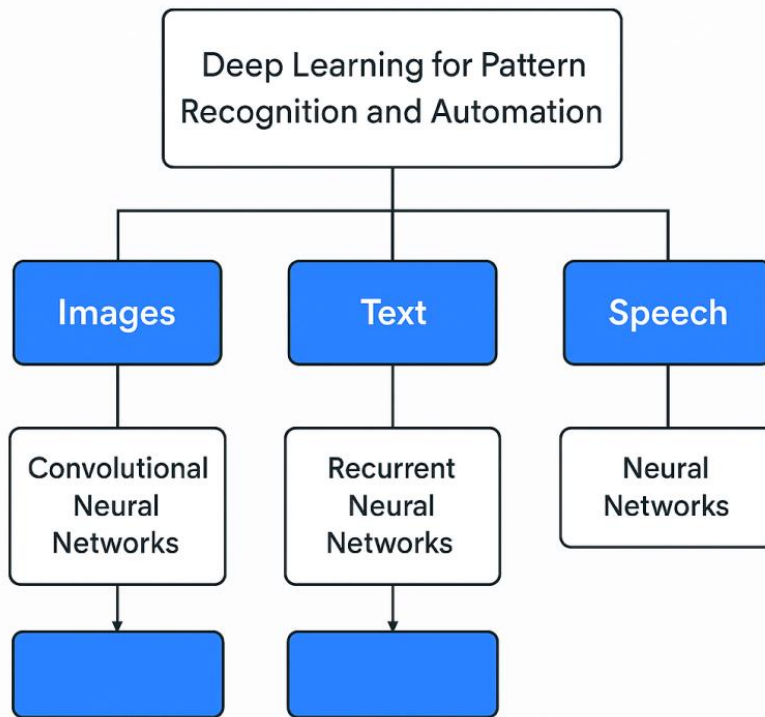 Deep Learning for Pattern
Recognition and Automation
Images
Text
Speech
Convolutional
Neural
Networks
Recurrent
Neural
Networks
Neural
Networks